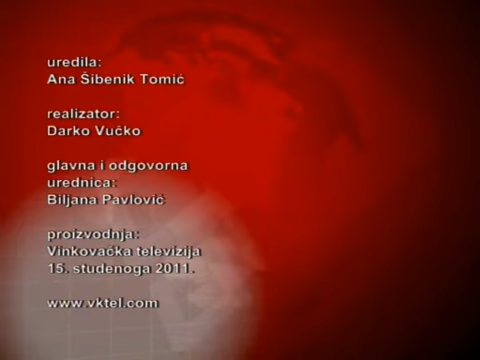 uredila:
Ana Šibenik Tomić
realizator:
Darko Vučko
glavna i odgovorna
urednica:
Biljana Pavlović
proizvodnja:
Vinkovačka televizija
15. studenoga 2011.
www.vktel.com